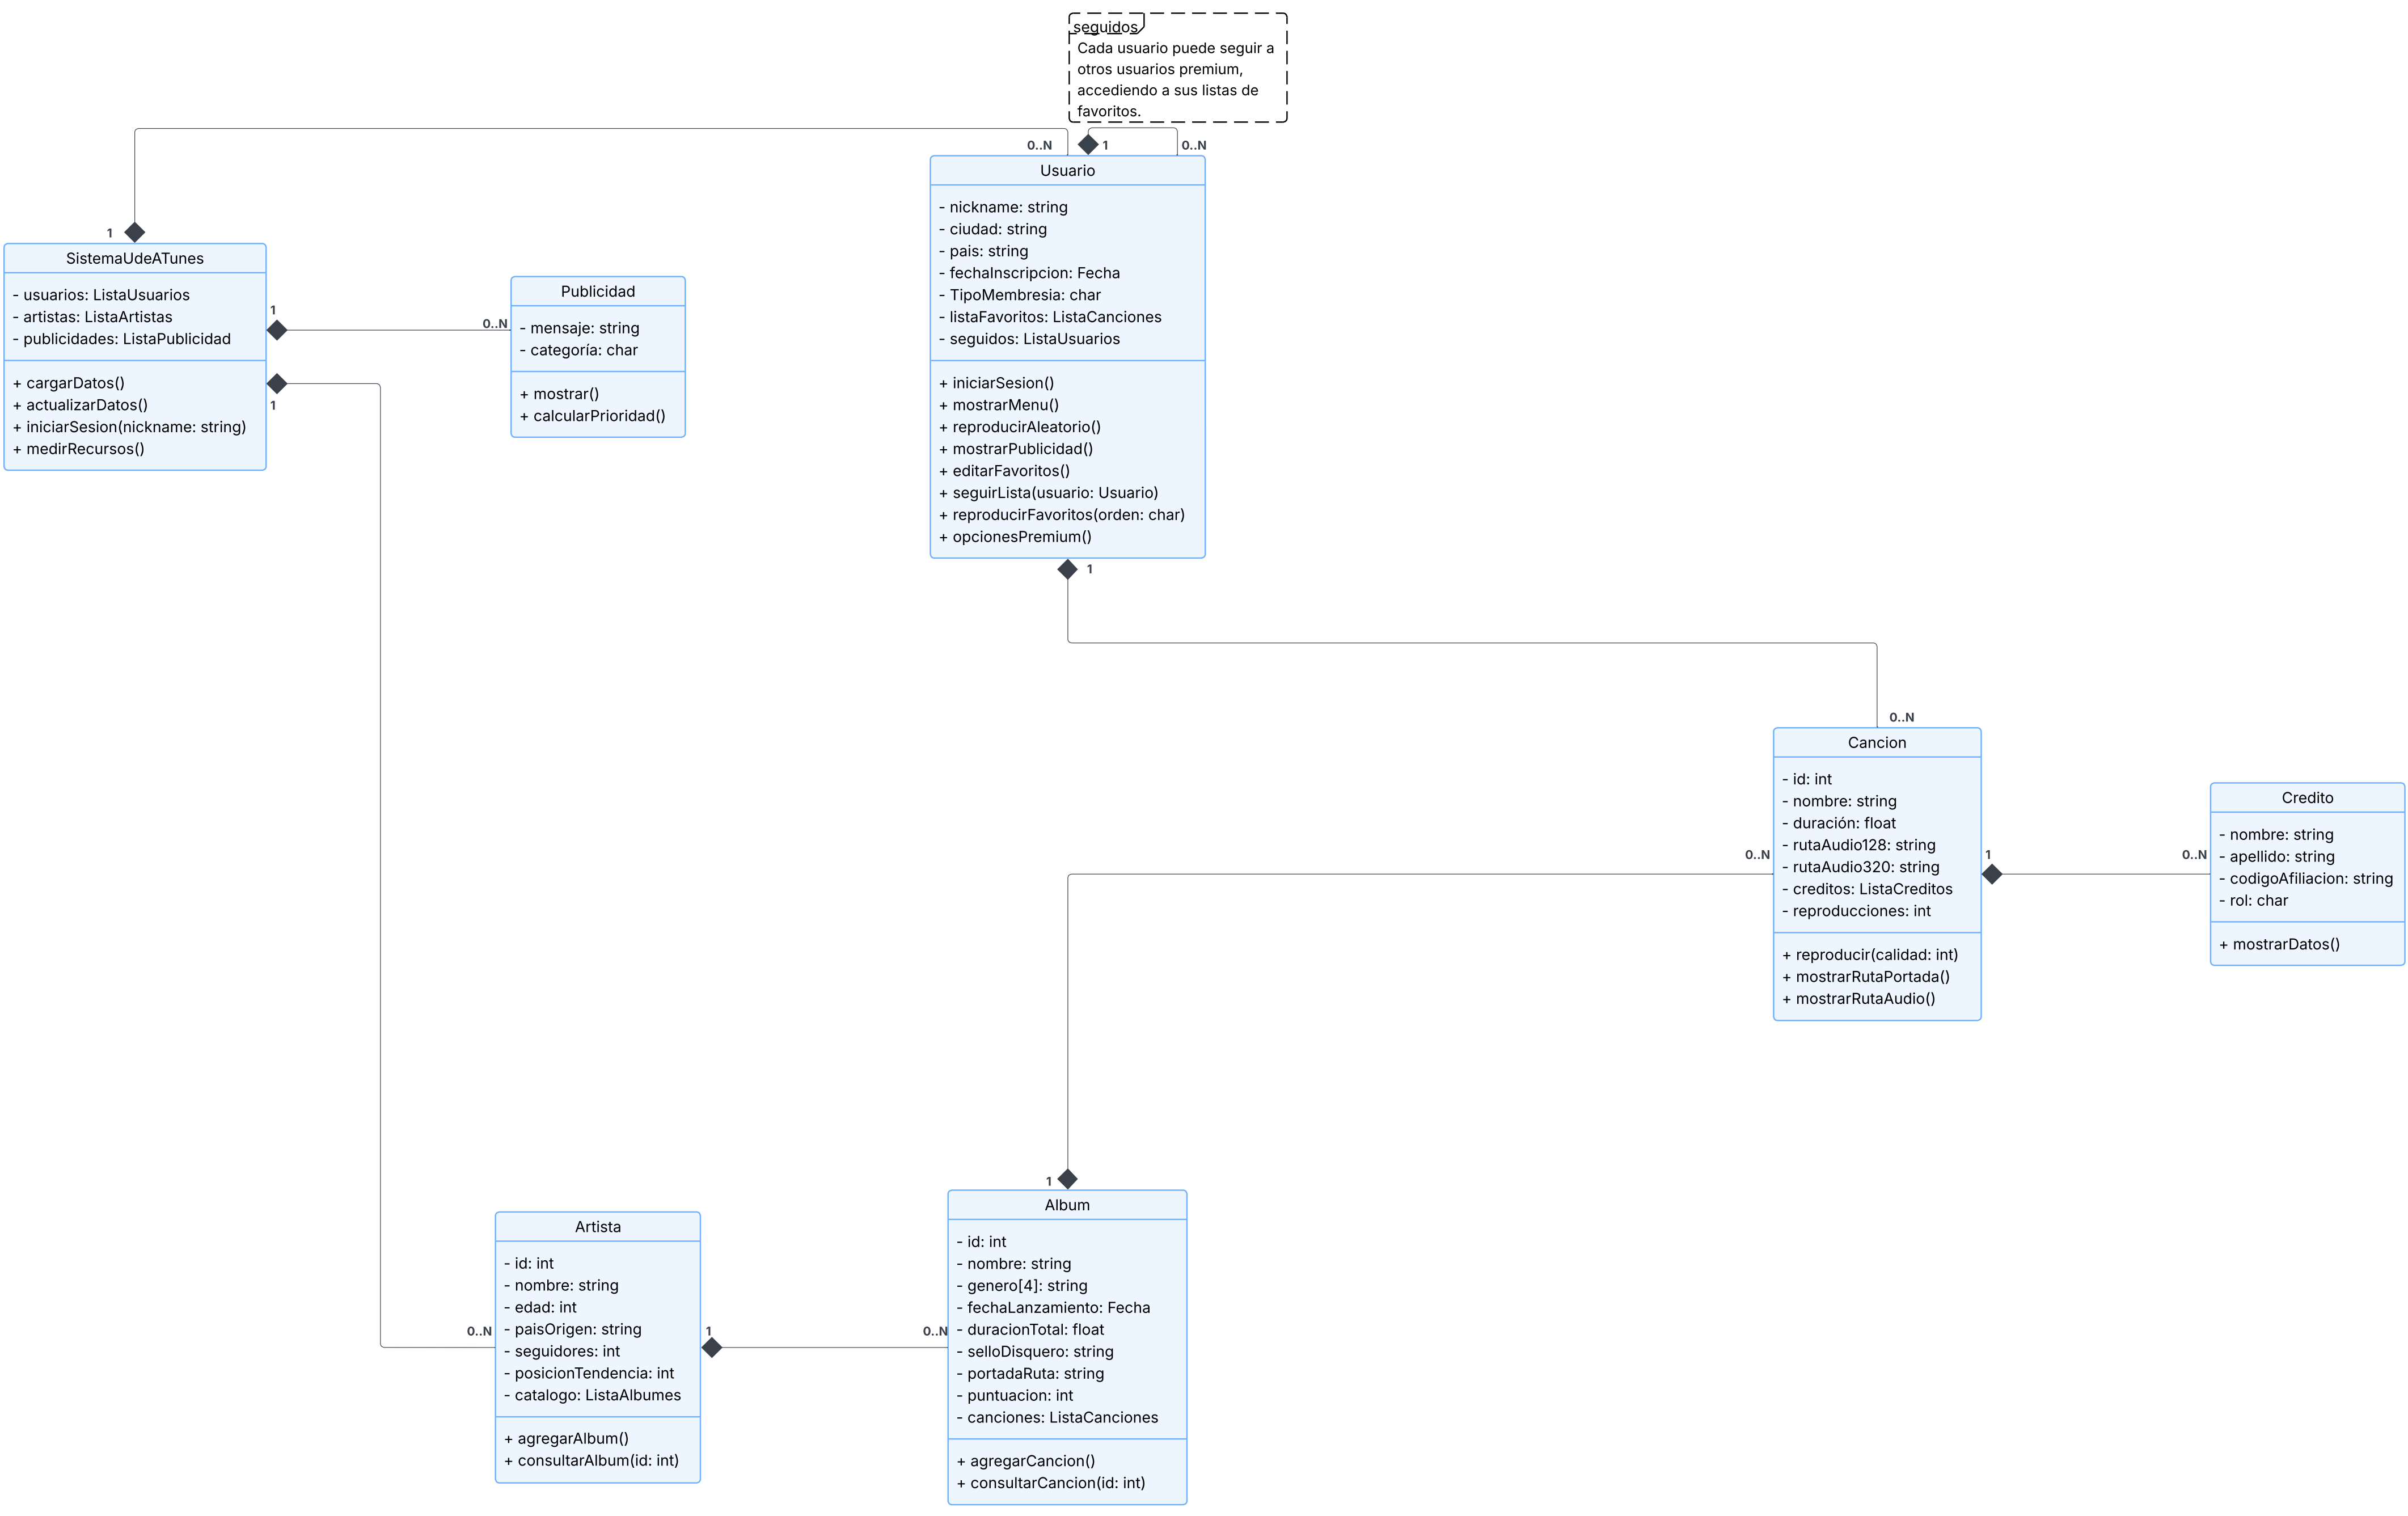 seguidos
Cada usuario puede seguir a
otros usuarios premium,
accediendo a sus listas de
favoritos.
0..N
1
0..N
Usuario
- nickname: string
- ciudad: string
- pais: string
- fechaInscripcion: Fecha
- TipoMembresia: char
- listaFavoritos: ListaCanciones
- seguidos: ListaUsuarios
+ iniciarSesion()
+ mostrarMenu()
+ reproducirAleatorio()
+ mostrarPublicidad()
+ editarFavoritos()
+ seguirLista(usuario: Usuario)
+ reproducirFavoritos(orden: char)
+ opcionesPremium()
1
1
SistemaUdeATunes
- usuarios: ListaUsuarios
- artistas: ListaArtistas
- publicidades: ListaPublicidad
+ cargarDatos()
+ actualizarDatos()
+ iniciarSesion(nickname: string)
+ medirRecursos()
1
0..N
1
Publicidad
- mensaje: string
- categoría: char
+ mostrar()
+ calcularPrioridad()
0..N
Cancion
- id: int
- nombre: string
- duración: float
- rutaAudio128: string
- rutaAudio320: string
- creditos: ListaCreditos
- reproducciones: int
+ reproducir(calidad: int)
+ mostrarRutaPortada()
+ mostrarRutaAudio()
0..N
1
0..N
Credito
- nombre: string
- apellido: string
- codigoAfiliacion: string
- rol: char
+ mostrarDatos()
0..N
Artista
- id: int
- nombre: string
- edad: int
- paisOrigen: string
- seguidores: int
- posicionTendencia: int
- catalogo: ListaAlbumes
+ agregarAlbum()
+ consultarAlbum(id: int)
1
0..N
1
Album
- id: int
- nombre: string
- genero[4]: string
- fechaLanzamiento: Fecha
- duracionTotal: float
- selloDisquero: string
- portadaRuta: string
- puntuacion: int
- canciones: ListaCanciones
+ agregarCancion()
+ consultarCancion(id: int)